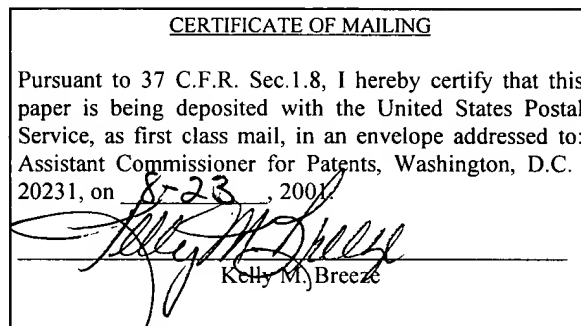 CERTIFICATE OF MAILING
Pursuant to 37 C.F.R. Sec.1.8, I hereby certify that this
paper is being deposited with the United States Postal
Service, as first class mail, in an envelope addressed to:
Assistant Commissioner for Patents, Washington, D.C.
20231, on 8-23, 2001.
Kelly M Breeze
Kelly M. Breeze